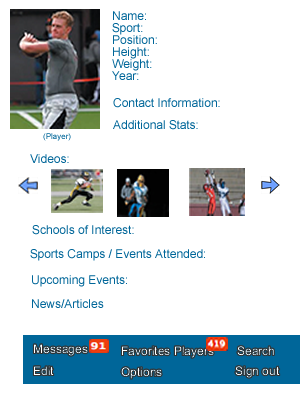 Name:
Sport:
Position:
Height:
Weight:
Year:
Contact Information:
Additional Stats:
(Player)
Videos:
Schools of Interest:
Sports Camps / Events Attended:
Upcoming Events:
News/Articles
Messages 91 Favorites Players 419 Search
Edit Options Sign out